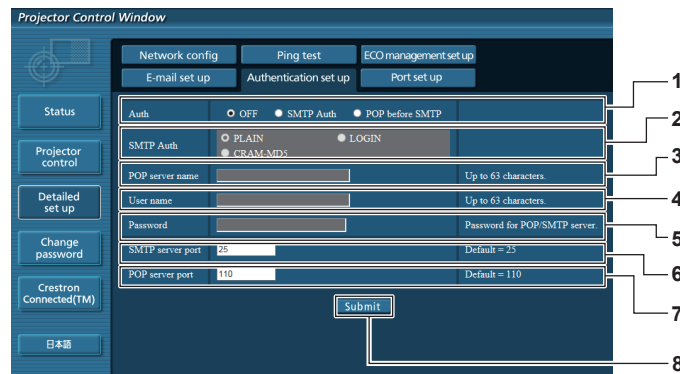 Projector Control Window
Network config Ping test ECO management set up
E-mail set up Authentication set up Port set up
Status
Projector control
Detailed set up
Change password
Crestron Connected(TM)
日本語
Auth OFF SMTP Auth POP before SMTP 1
SMTP Auth PLAIN LOGIN 2
CRAM-MD5
POP server name Up to 63 characters. 3
User name Up to 63 characters. 4
Password Password for POP/SMTP server. 5
SMTP server port 25 Default = 25 6
POP server port 110 Default = 110 7
Submit 8